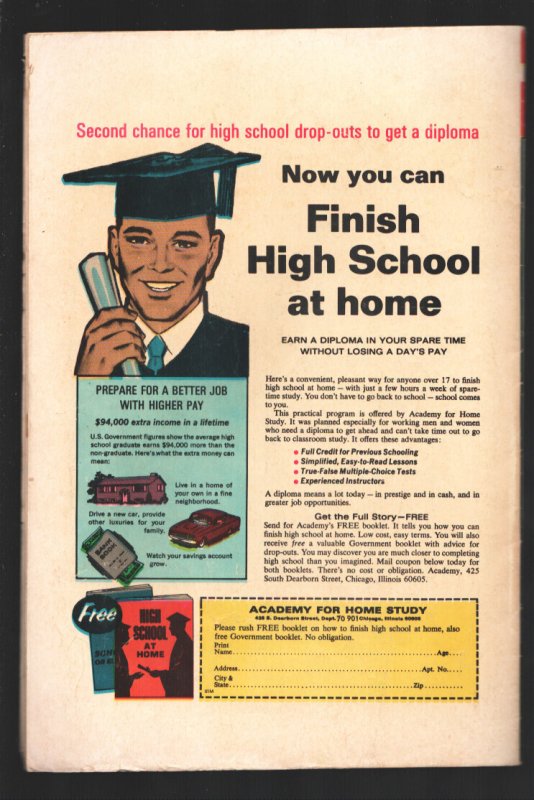 Second chance for high school drop-outs to get a diploma
Now you can
Finish
High School
at home
EARN A DIPLOMA IN YOUR SPARE TIME
WITHOUT LOSING A DAY'S PAY
Here's a convenient, pleasant way for anyone over 17 to finish
high school at home – with just a few hours a week of spare-
time study. You don't have to go back to school – school comes
to you.
This practical program is offered by Academy for Home
Study. It was planned especially for working men and women
who need a diploma to get ahead and can't take time out to go
back to classroom study. It offers these advantages:
• Full Credit for Previous Schooling
• Simplified, Easy-to-Read Lessons
• True-False Multiple-Choice Tests
• Experienced Instructors
A diploma means a lot today – in prestige and in cash, and in
greater job opportunities.
Get the Full Story–FREE
Send for Academy's FREE booklet. It tells you how you can
finish high school at home. Low cost, easy terms. You will also
receive free a valuable Government booklet with advice for
drop-outs. You may discover you are much closer to completing
high school than you imagined. Mail coupon below today for
both booklets. There's no cost or obligation. Academy, 425
South Dearborn Street, Chicago, Illinois 60605.
PREPARE FOR A BETTER JOB
WITH HIGHER PAY
$94,000 extra income in a lifetime
U.S. Government figures show the average high
school graduate earns $94,000 more than the
non-graduate. Here's what the extra money can
mean:
Live in a home of
your own in a fine
neighborhood.
Drive a new car, provide
other luxuries for your
family.
BANK
BOOK
Watch your savings account
grow.
Free
HIGH
SCHOOL
AT
HOME
ACADEMY FOR HOME STUDY
425 S. Dearborn Street, Dept. 70 901 Chicago, Illinois 60605
Please rush FREE booklet on how to finish high school at home, also
free Government booklet. No obligation.
Print
Name Age
Address Apt. No.
City &
State Zip